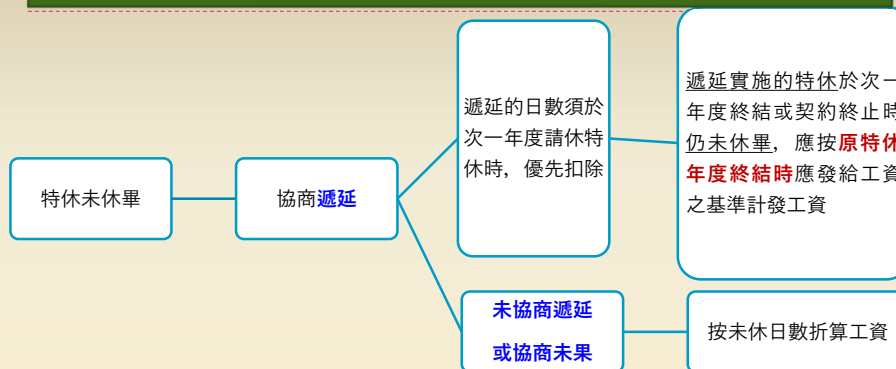 特休未休畢
協商遞延
遞延的日數須於
次一年度請休特
休時，優先扣除
遞延實施的特休於次一
年度終結或契約終止時
仍未休畢，應按原特休
年度終結時應發給工資
之基準計發工資
未協商遞延
或協商未果
按未休日數折算工資